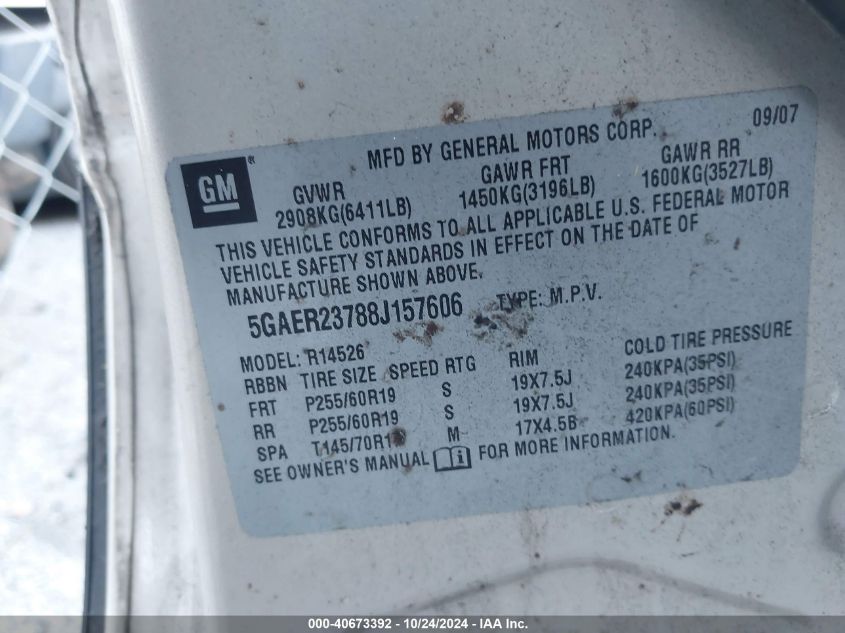 09/07
MFD BY GENERAL MOTORS CORP.
GM®
GVWR GAWR FRT GAWR RR
2908KG(6411LB) 1450KG(3196LB) 1600KG(3527LB)
THIS VEHICLE CONFORMS TO ALL APPLICABLE U.S. FEDERAL MOTOR
VEHICLE SAFETY STANDARDS IN EFFECT ON THE DATE OF
MANUFACTURE SHOWN ABOVE.
5GAER23788J157606 TYPE: M.P.V.
MODEL: R14526
RBBN TIRE SIZE SPEED RTG RIM COLD TIRE PRESSURE
FRT P255/60R19 S 19X7.5J 240KPA(35PSI)
RR P255/60R19 S 19X7.5J 240KPA(35PSI)
SPA M 17X4.5B 420KPA(60PSI)
SEE OWNER'S MANUAL i FOR MORE INFORMATION.
000-40673392 - 10/24/2024 - IAA Inc.